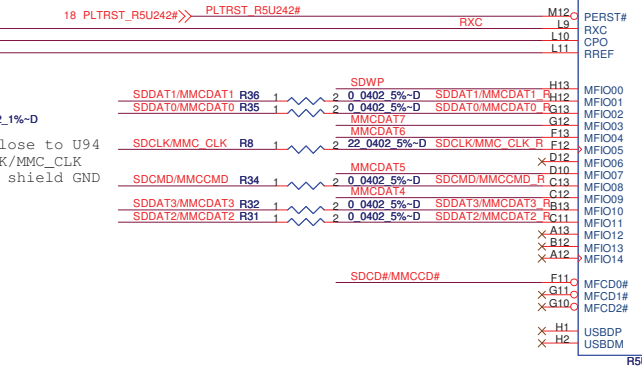 18 PLTRST_R5U242# PLTRST_R5U242# M12 PERST#
RXC L9 RXC
L10 CPO
L11 RREF
SDWP H13 MFIO00
SDDAT1/MMCDAT1 R36 1 2 0_0402_5%~D SDDAT1/MMCDAT1_R H12 MFIO01
SDDAT0/MMCDAT0 R35 1 2 0_0402_5%~D SDDAT0/MMCDAT0_R G13 MFIO02
2_1%~D MMCDAT7 G12 MFIO03
MMCDAT6 F13 MFIO04
lose to U94 SDCLK/MMC_CLK R8 1 2 22_0402_5%~D SDCLK/MMC_CLK_R F12 MFIO05
K/MMC_CLK D12 MFIO06
shield GND MMCDAT5 D10 MFIO07
SDCMD/MMCCMD R34 1 2 0_0402_5%~D SDCMD/MMCCMD_R C13 MFIO08
MMCDAT4 C12 MFIO09
SDDAT3/MMCDAT3 R32 1 2 0_0402_5%~D SDDAT3/MMCDAT3_R B13 MFIO10
SDDAT2/MMCDAT2 R31 1 2 0_0402_5%~D SDDAT2/MMCDAT2_R C11 MFIO11
A13 MFIO12
B12 MFIO13
A12 MFIO14
SDCD#/MMCCD# F11 MFCD0#
G11 MFCD1#
G10 MFCD2#
H1 USBDP
H2 USBDM